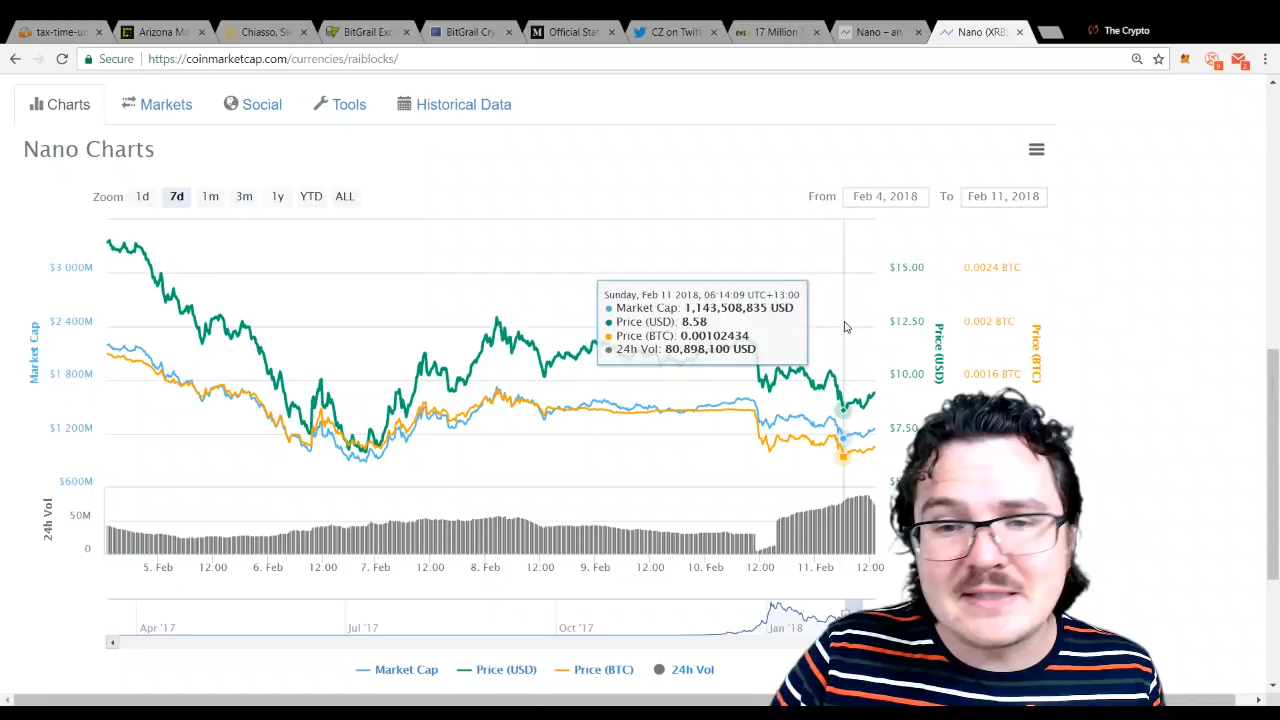 tax-time-un
Arizona Mo
Chiasso, Sw
BitGrail Exc
BitGrail Cry
Official Stat
CZ on Twitt
17 Million N
Nano – an
Nano (XRB
The Crypto
Secure
https://coinmarketcap.com/currencies/raiblocks/
9
2
Charts
Markets
Social
Tools
Historical Data
Nano Charts
Zoom 1d 7d 1m 3m 1y YTD ALL
From Feb 4, 2018 To Feb 11, 2018
$3 000M
$2 400M
$1 800M
$1 200M
$600M
Market Cap
$15.00
$12.50
$10.00
$7.50
Price (USD)
0.0024 BTC
0.002 BTC
0.0016 BTC
Price (BTC)
Sunday, Feb 11 2018, 06:14:09 UTC+13:00
Market Cap: 1,143,508,835 USD
Price (USD): 8.58
Price (BTC): 0.00102434
24h Vol: 80,898,100 USD
24h Vol
50M
0
5. Feb 12:00 6. Feb 12:00 7. Feb 12:00 8. Feb 12:00 9. Feb 12:00 10. Feb 12:00 11. Feb 12:00
Apr '17 Jul '17 Oct '17 Jan '18
Market Cap Price (USD) Price (BTC) 24h Vol